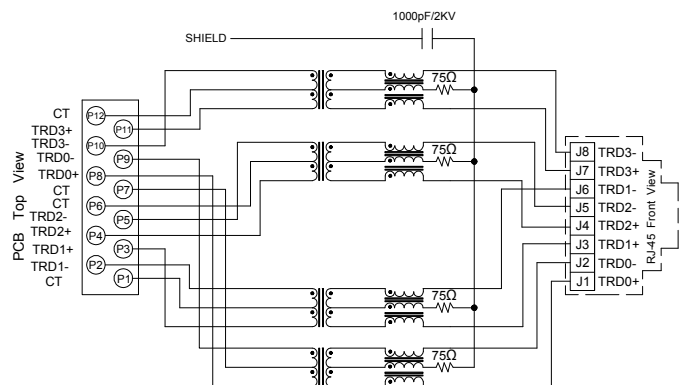 1000pF/2KV
SHIELD
75Ω
75Ω
75Ω
75Ω
PCB Top View
CT
TRD3+
TRD3-
TRD0-
TRD0+
CT
CT
TRD2-
TRD2+
TRD1+
TRD1-
CT
P12
P11
P10
P9
P8
P7
P6
P5
P4
P3
P2
P1
J8 TRD3-
J7 TRD3+
J6 TRD1-
J5 TRD2-
J4 TRD2+
J3 TRD1+
J2 TRD0-
J1 TRD0+
RJ-45 Front View